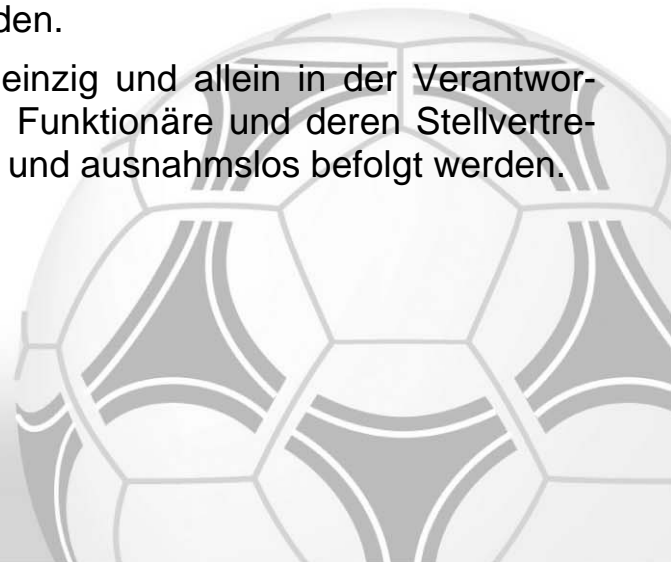 den.
einzig und allein in der Verantwor-
Funktionäre und deren Stellvertre-
und ausnahmslos befolgt werden.